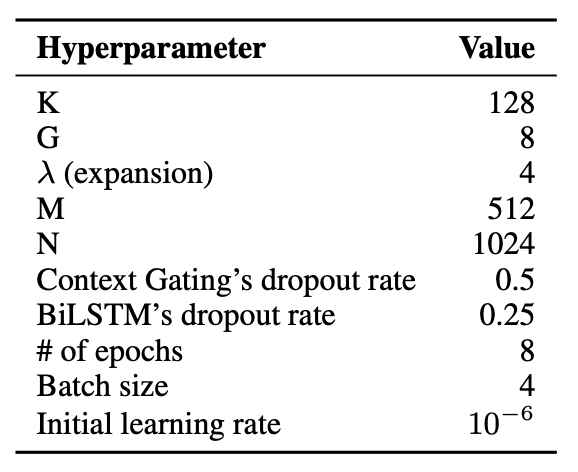 Hyperparameter Value
K 128
G 8
λ (expansion) 4
M 512
N 1024
Context Gating’s dropout rate 0.5
BiLSTM’s dropout rate 0.25
# of epochs 8
Batch size 4
Initial learning rate 10⁻⁶